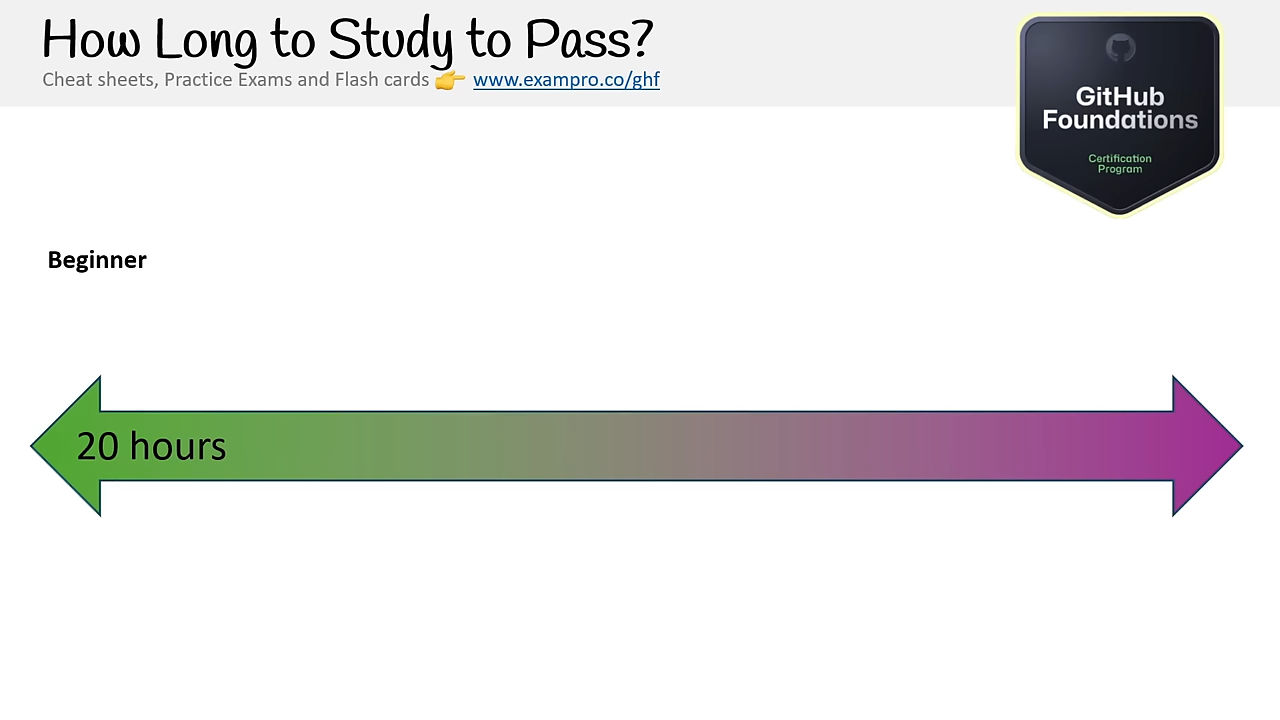 How Long to Study to Pass?
Cheat sheets, Practice Exams and Flash cards 👉 www.exampro.co/ghf
GitHub
Foundations
Certification
Program
Beginner
20 hours